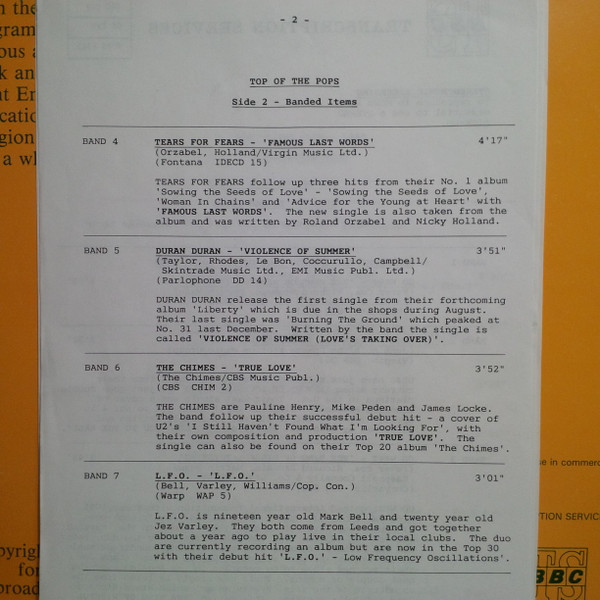 - 2 -
TOP OF THE POPS
Side 2 - Banded Items
BAND 4 TEARS FOR FEARS - 'FAMOUS LAST WORDS' 4'17"
(Orzabel, Holland/Virgin Music Ltd.)
(Fontana IDECD 15)
TEARS FOR FEARS follow up three hits from their No. 1 album
'Sowing the Seeds of Love' - 'Sowing the Seeds of Love',
'Woman In Chains' and 'Advice for the Young at Heart' with
'FAMOUS LAST WORDS'. The new single is also taken from the
album and was written by Roland Orzabel and Nicky Holland.
BAND 5 DURAN DURAN - 'VIOLENCE OF SUMMER' 3'51"
(Taylor, Rhodes, Le Bon, Coccurullo, Campbell/
Skintrade Music Ltd., EMI Music Publ. Ltd.)
(Parlophone DD 14)
DURAN DURAN release the first single from their forthcoming
album 'Liberty' which is due in the shops during August.
Their last single was 'Burning The Ground' which peaked at
No. 31 last December. Written by the band the single is
called 'VIOLENCE OF SUMMER (LOVE'S TAKING OVER)'.
BAND 6 THE CHIMES - 'TRUE LOVE' 3'52"
(The Chimes/CBS Music Publ.)
(CBS CHIM 2)
THE CHIMES are Pauline Henry, Mike Peden and James Locke.
The band follow up their successful debut hit - a cover of
U2's 'I Still Haven't Found What I'm Looking For', with
their own composition and production 'TRUE LOVE'. The
single can also be found on their Top 20 album 'The Chimes'.
BAND 7 L.F.O. - 'L.F.O.' 3'01"
(Bell, Varley, Williams/Cop. Con.)
(Warp WAP 5)
L.F.O. is nineteen year old Mark Bell and twenty year old
Jez Varley. They both come from Leeds and got together
about a year ago to play live in their local clubs. The duo
are currently recording an album but are now in the Top 30
with their debut hit 'L.F.O.' - Low Frequency Oscillations'.
BBC